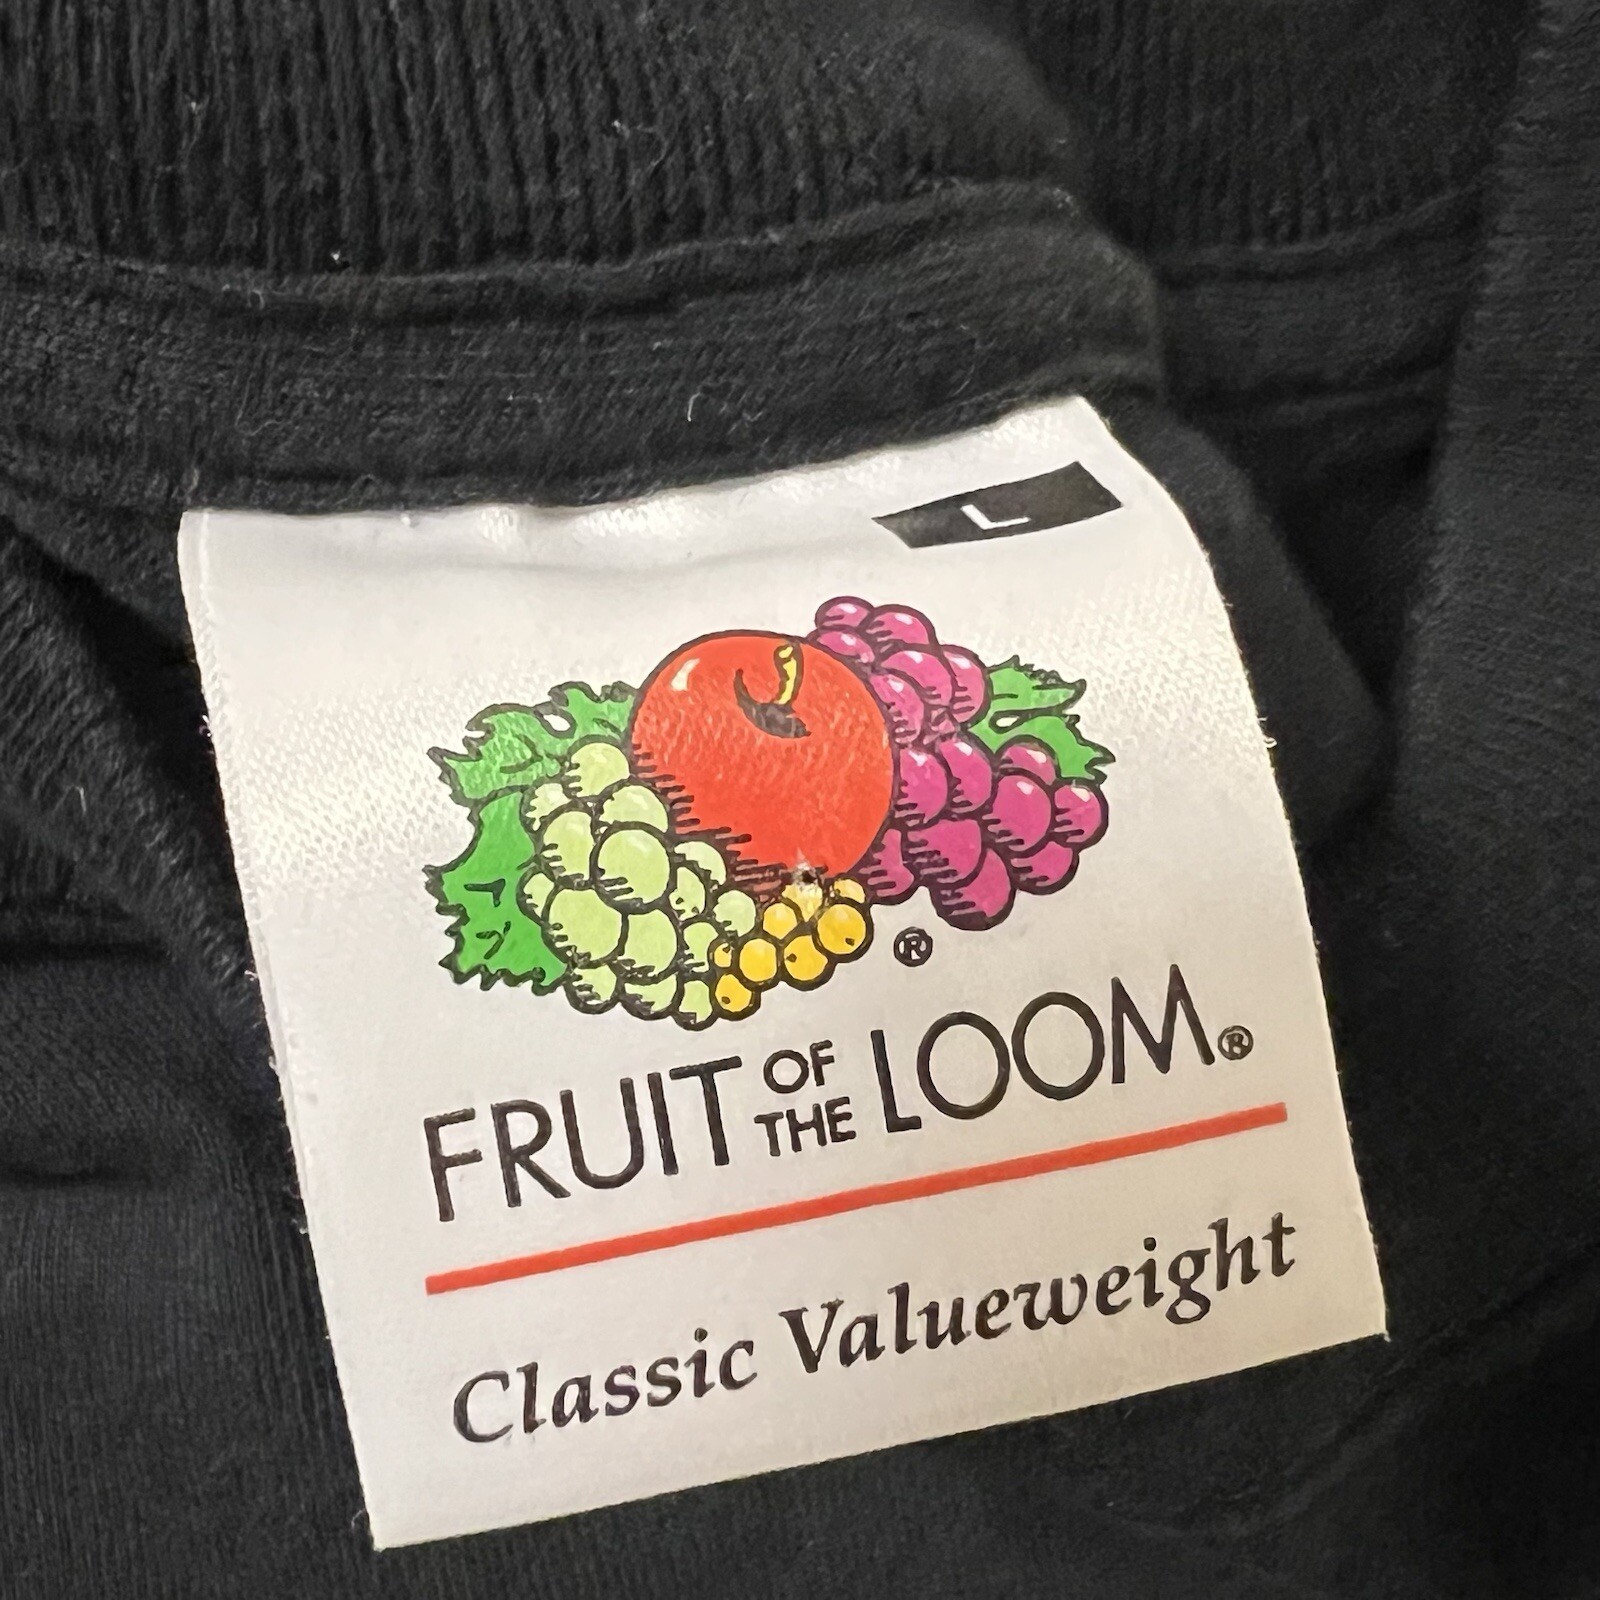 L
®
FRUIT OF THE LOOM®
Classic Valueweight